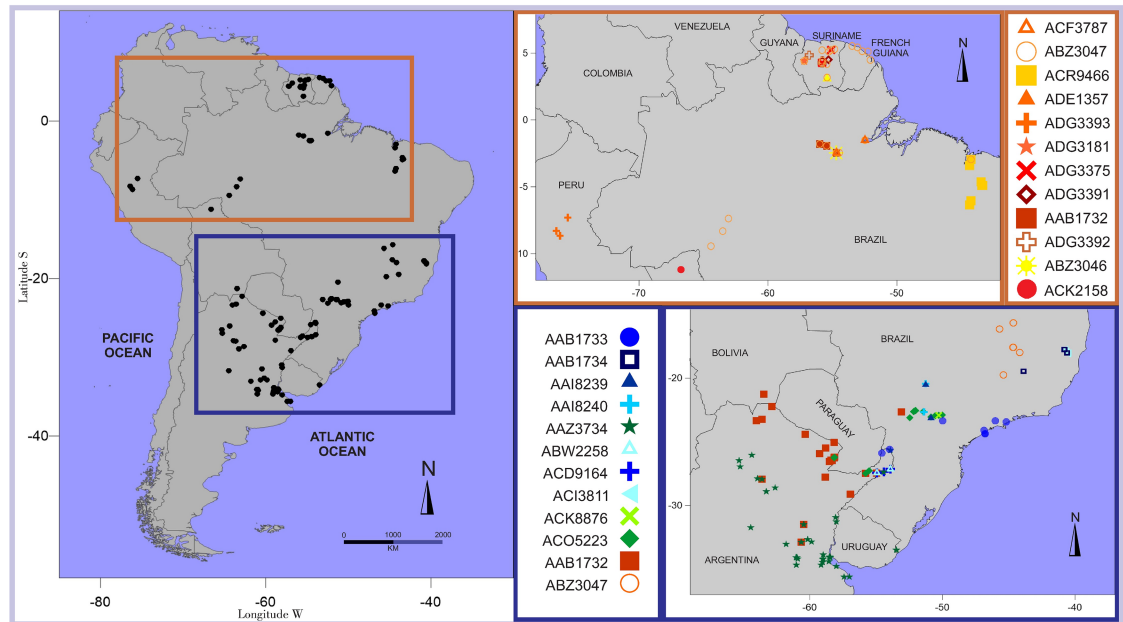 0
-20
-40
Latitude S
-80
-60
-40
Longitude W
PACIFIC
OCEAN
ATLANTIC
OCEAN
N
0
1000
2000
KM
VENEZUELA
GUYANA
SURINAME
FRENCH
GUIANA
COLOMBIA
PERU
BRAZIL
N
5
0
-5
10
-70
-60
-50
ACF3787
ABZ3047
ACR9466
ADE1357
ADG3393
ADG3181
ADG3375
ADG3391
AAB1732
ADG3392
ABZ3046
ACK2158
AAB1733
AAB1734
AAI8239
AAI8240
AAZ3734
ABW2258
ACD9164
ACI3811
ACK8876
ACO5223
AAB1732
ABZ3047
BOLIVIA
BRAZIL
PARAGUAY
ARGENTINA
URUGUAY
N
-20
-30
-60
-50
-40